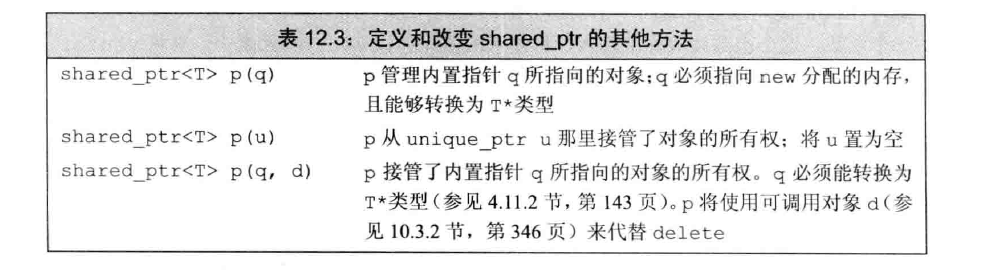 表 12.3：定义和改变 shared_ptr 的其他方法
shared_ptr<T> p(q) p 管理内置指针 q 所指向的对象；q 必须指向 new 分配的内存，
且能够转换为 T*类型
shared_ptr<T> p(u) p 从 unique_ptr u 那里接管了对象的所有权；将 u 置为空
shared_ptr<T> p(q, d) p 接管了内置指针 q 所指向的对象的所有权。q 必须能转换为
T*类型（参见 4.11.2 节，第 143 页）。p 将使用可调用对象 d（参
见 10.3.2 节，第 346 页）来代替 delete